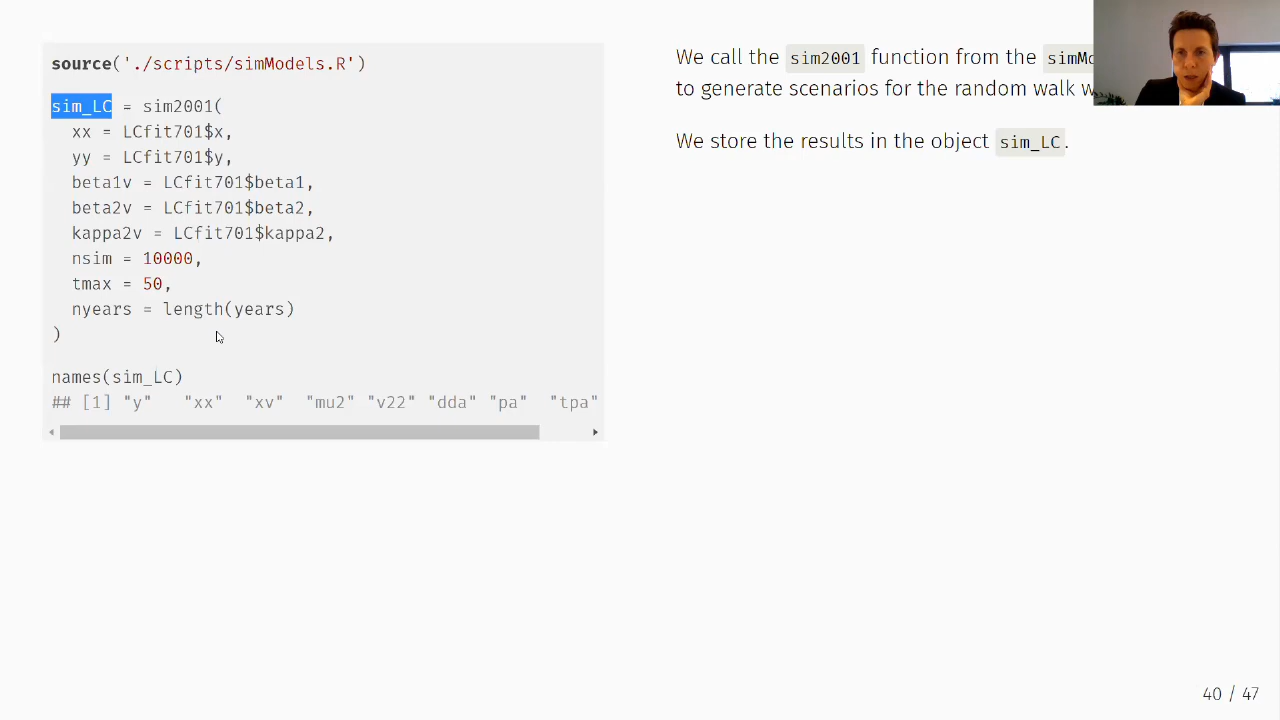 source('./scripts/simModels.R')
sim_LC = sim2001(
xx = LCfit701$x,
yy = LCfit701$y,
beta1v = LCfit701$beta1,
beta2v = LCfit701$beta2,
kappa2v = LCfit701$kappa2,
nsim = 10000,
tmax = 50,
nyears = length(years)
)
names(sim_LC)
## [1] "y" "xx" "xv" "mu2" "v22" "dda" "pa" "tpa"
We call the sim2001 function from the
to generate scenarios for the random walk
We store the results in the object sim_LC.
40 / 47